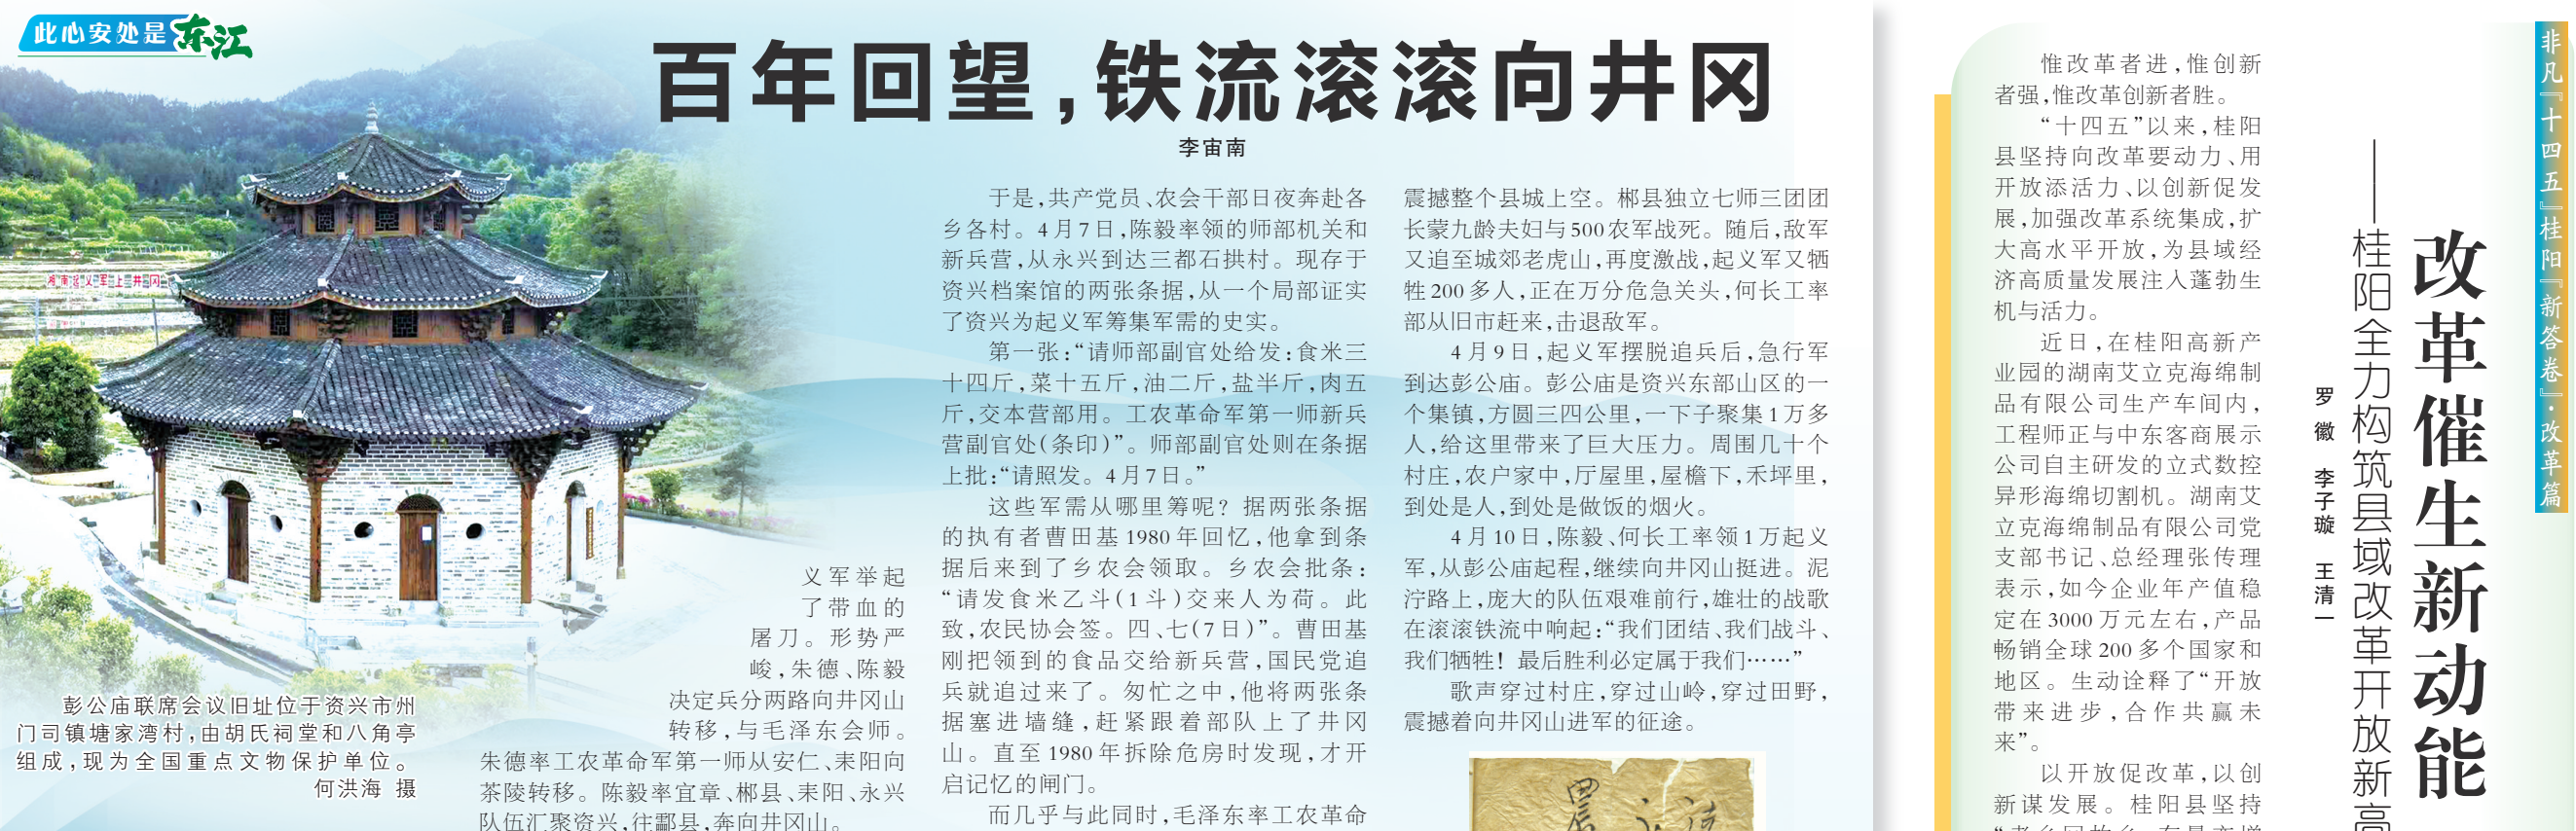 此心安处是东江
百年回望，铁流滚滚向井冈
李宙南
湘南起义军上井冈
彭公庙联席会议旧址位于资兴市州
门司镇塘家湾村，由胡氏祠堂和八角亭
组成，现为全国重点文物保护单位。
何洪海 摄
义军举起
了带血的
屠刀。形势严
峻，朱德、陈毅
决定兵分两路向井冈山
转移，与毛泽东会师。
朱德率工农革命军第一师从安仁、耒阳向
茶陵转移。陈毅率宜章、郴县、耒阳、永兴
队伍汇聚资兴，往酃县，奔向井冈山。
于是，共产党员、农会干部日夜奔赴各
乡各村。4月7日，陈毅率领的师部机关和
新兵营，从永兴到达三都石拱村。现存于
资兴档案馆的两张条据，从一个局部证实
了资兴为起义军筹集军需的史实。
第一张：“请师部副官处给发：食米三
十四斤，菜十五斤，油二斤，盐半斤，肉五
斤，交本营部用。工农革命军第一师新兵
营副官处（条印）”。师部副官处则在条据
上批：“请照发。4月7日。”
这些军需从哪里筹呢？据两张条据
的执有者曹田基1980年回忆，他拿到条
据后来到了乡农会领取。乡农会批条：
“请发食米乙斗（1斗）交来人为荷。此
致，农民协会签。四、七（7日）”。曹田基
刚把领到的食品交给新兵营，国民党追
兵就追过来了。匆忙之中，他将两张条
据塞进墙缝，赶紧跟着部队上了井冈
山。直至1980年拆除危房时发现，才开
启记忆的闸门。
而几乎与此同时，毛泽东率工农革命
震撼整个县城上空。郴县独立七师三团团
长蒙九龄夫妇与500农军战死。随后，敌军
又追至城郊老虎山，再度激战，起义军又牺
牲200多人，正在万分危急关头，何长工率
部从旧市赶来，击退敌军。
4月9日，起义军摆脱追兵后，急行军
到达彭公庙。彭公庙是资兴东部山区的一
个集镇，方圆三四公里，一下子聚集1万多
人，给这里带来了巨大压力。周围几十个
村庄，农户家中，厅屋里，屋檐下，禾坪里，
到处是人，到处是做饭的烟火。
4月10日，陈毅、何长工率领1万起义
军，从彭公庙起程，继续向井冈山挺进。泥
泞路上，庞大的队伍艰难前行，雄壮的战歌
在滚滚铁流中响起：“我们团结、我们战斗、
我们牺牲！最后胜利必定属于我们……”
歌声穿过村庄，穿过山岭，穿过田野，
震撼着向井冈山进军的征途。
非凡『十四五』桂阳『新答卷』·改革篇
改革催生新动能
——桂阳全力构筑县域改革开放新高
罗徽 李子璇 王清一
惟改革者进，惟创新
者强，惟改革创新者胜。
“十四五”以来，桂阳
县坚持向改革要动力、用
开放添活力、以创新促发
展，加强改革系统集成，扩
大高水平开放，为县域经
济高质量发展注入蓬勃生
机与活力。
近日，在桂阳高新产
业园的湖南艾立克海绵制
品有限公司生产车间内，
工程师正与中东客商展示
公司自主研发的立式数控
异形海绵切割机。湖南艾
立克海绵制品有限公司党
支部书记、总经理张传理
表示，如今企业年产值稳
定在3000万元左右，产品
畅销全球200多个国家和
地区。生动诠释了“开放
带来进步，合作共赢未
来”。
以开放促改革，以创
新谋发展。桂阳县坚持